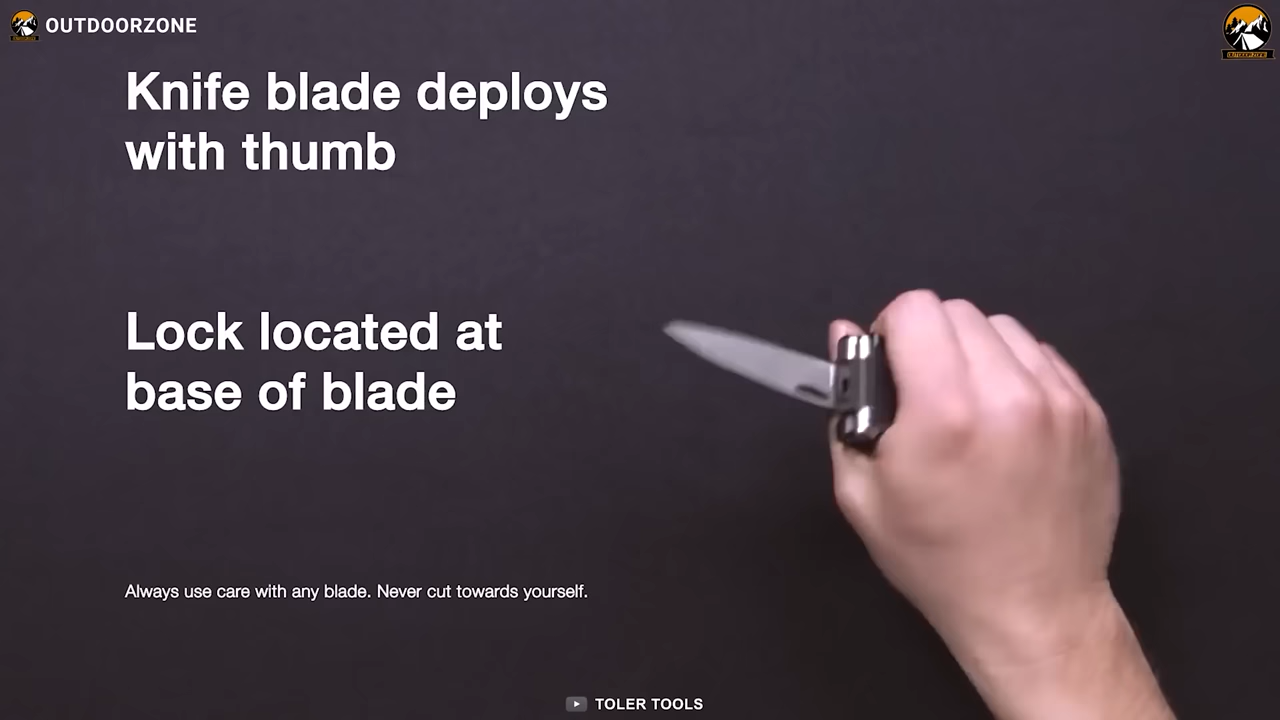 OUTDOORZONE
Knife blade deploys
with thumb
Lock located at
base of blade
Always use care with any blade. Never cut towards yourself.
TOLER TOOLS